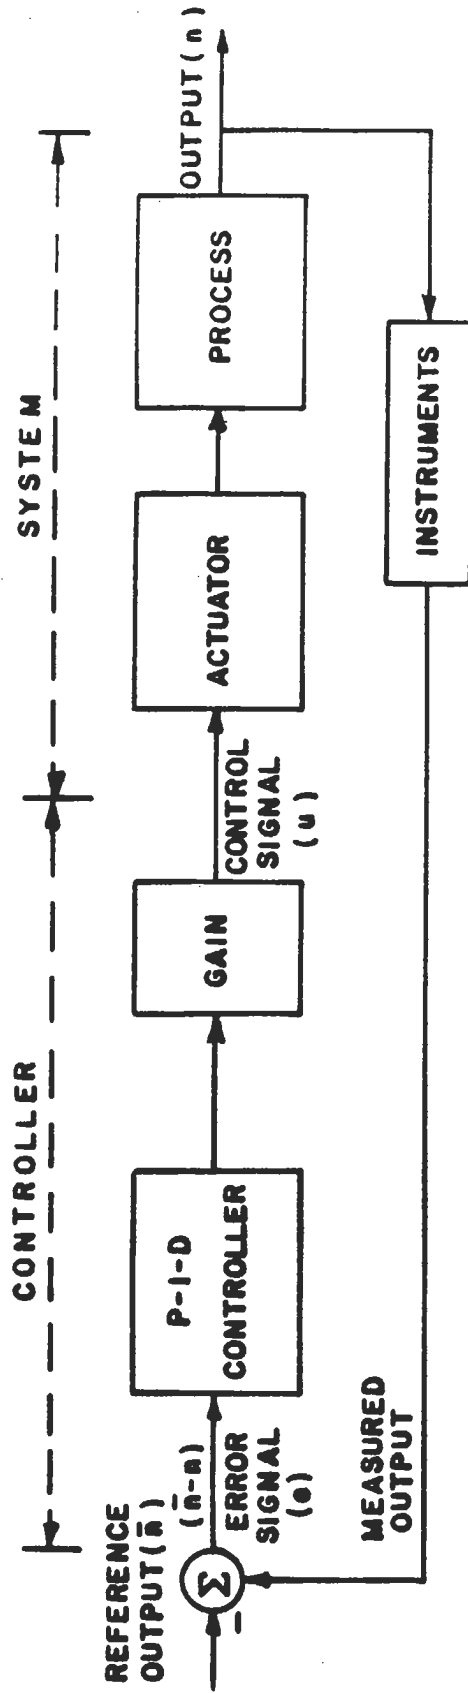 CONTROLLER
SYSTEM
REFERENCE
OUTPUT(n̄)
(n̄-n)
ERROR
SIGNAL
(e)
Σ
-
P-I-D
CONTROLLER
GAIN
CONTROL
SIGNAL
(u)
ACTUATOR
PROCESS
OUTPUT(n)
MEASURED
OUTPUT
INSTRUMENTS